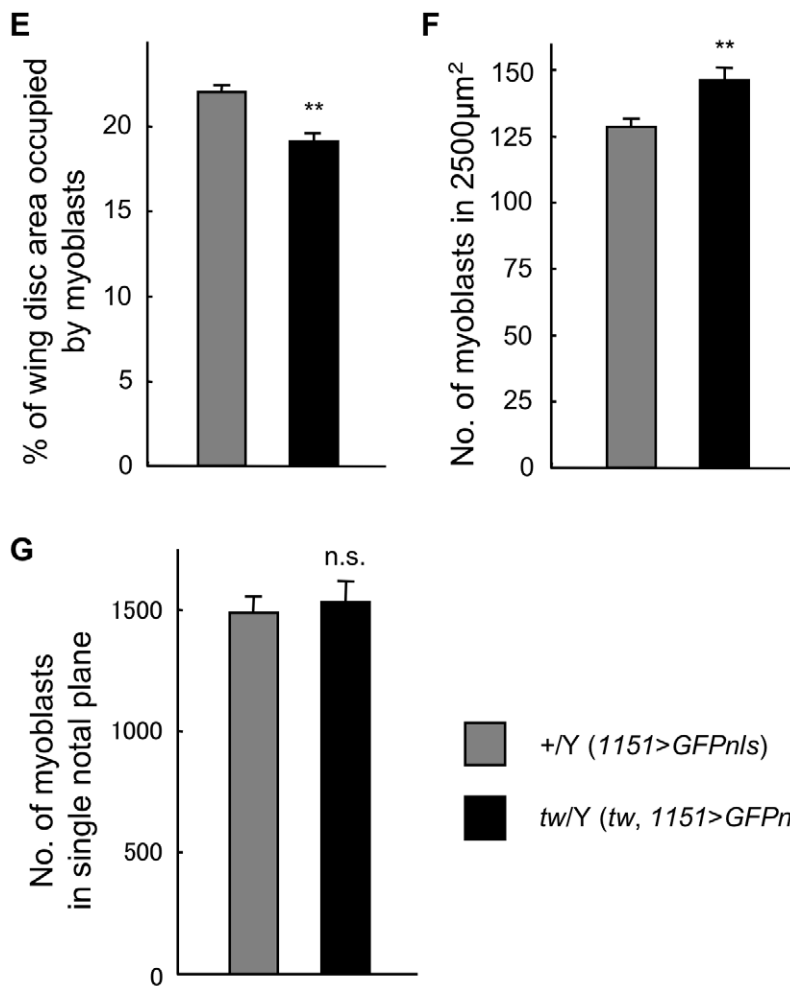 E
% of wing disc area occupied
by myoblasts
20
15
10
5
0
**
F
No. of myoblasts in 2500µm²
150
125
100
75
50
25
0
**
G
No. of myoblasts
in single notal plane
1500
1000
500
0
n.s.
+/Y (1151>GFPnls)
tw/Y (tw, 1151>GFPn